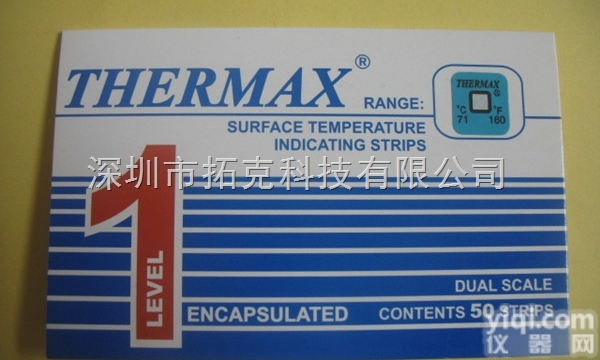 THERMAX®
RANGE:
THERMAX
®
°C °F
71 160
SURFACE TEMPERATURE
INDICATING STRIPS
深圳市拓克科技有限公司
1
LEVEL
DUAL SCALE
ENCAPSULATED
CONTENTS 50 STRIPS
yiqi.com
仪器网